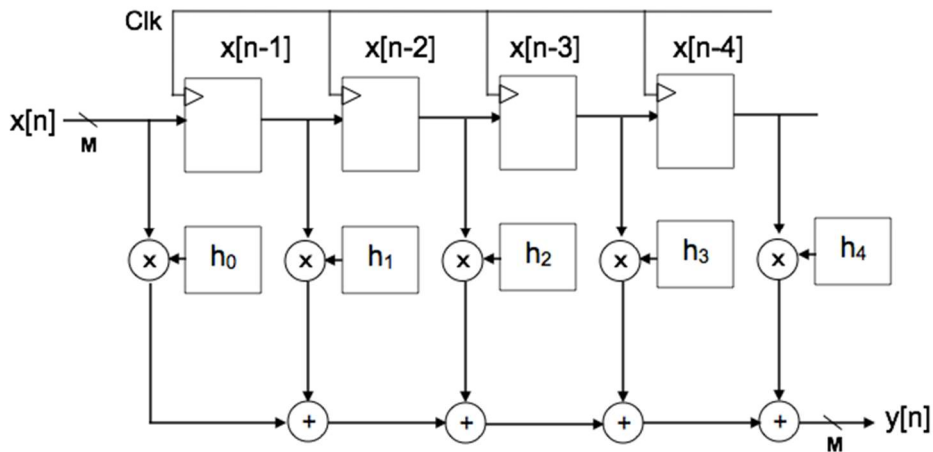 Clk
x[n-1] x[n-2] x[n-3] x[n-4]
x[n]
M
x h₀ x h₁ x h₂ x h₃ x h₄
+ + + + y[n]
M